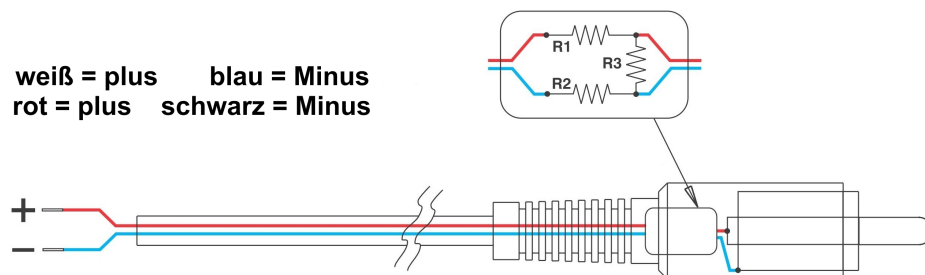 R1
R3
R2
weiß = plus blau = Minus
rot = plus schwarz = Minus
+
−